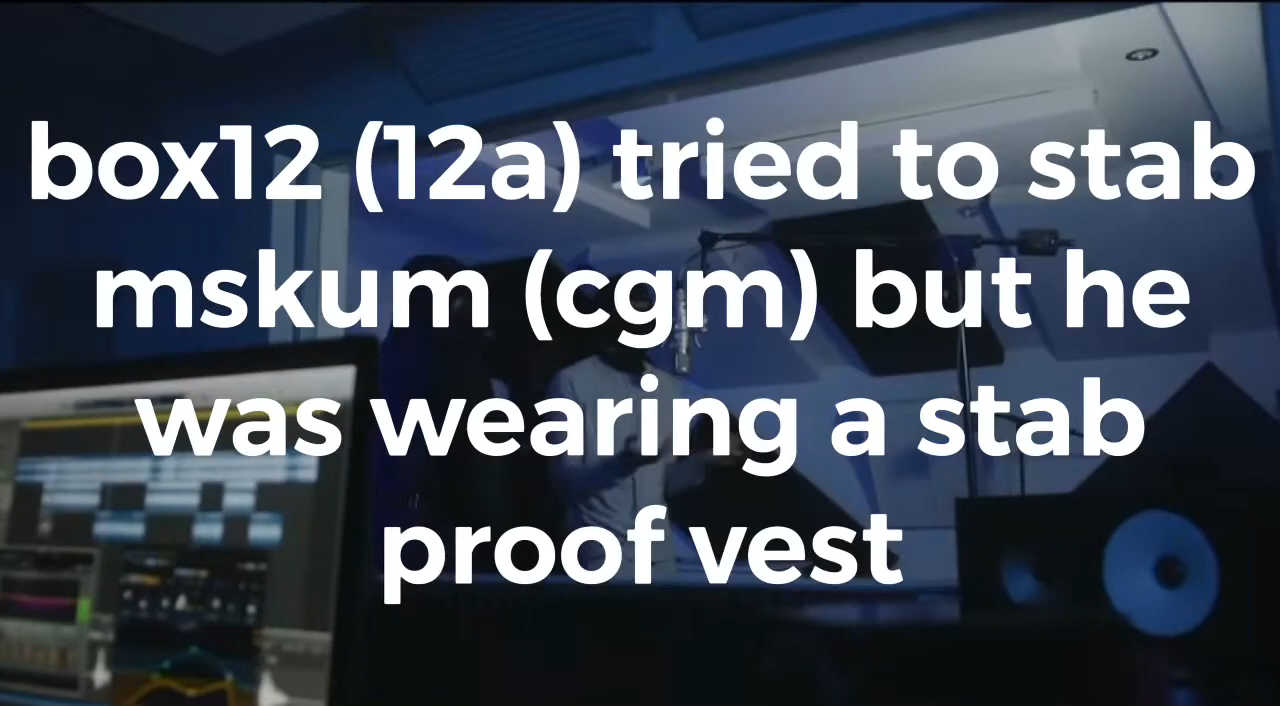 box12 (12a) tried to stab
mskum (cgm) but he
was wearing a stab
proof vest